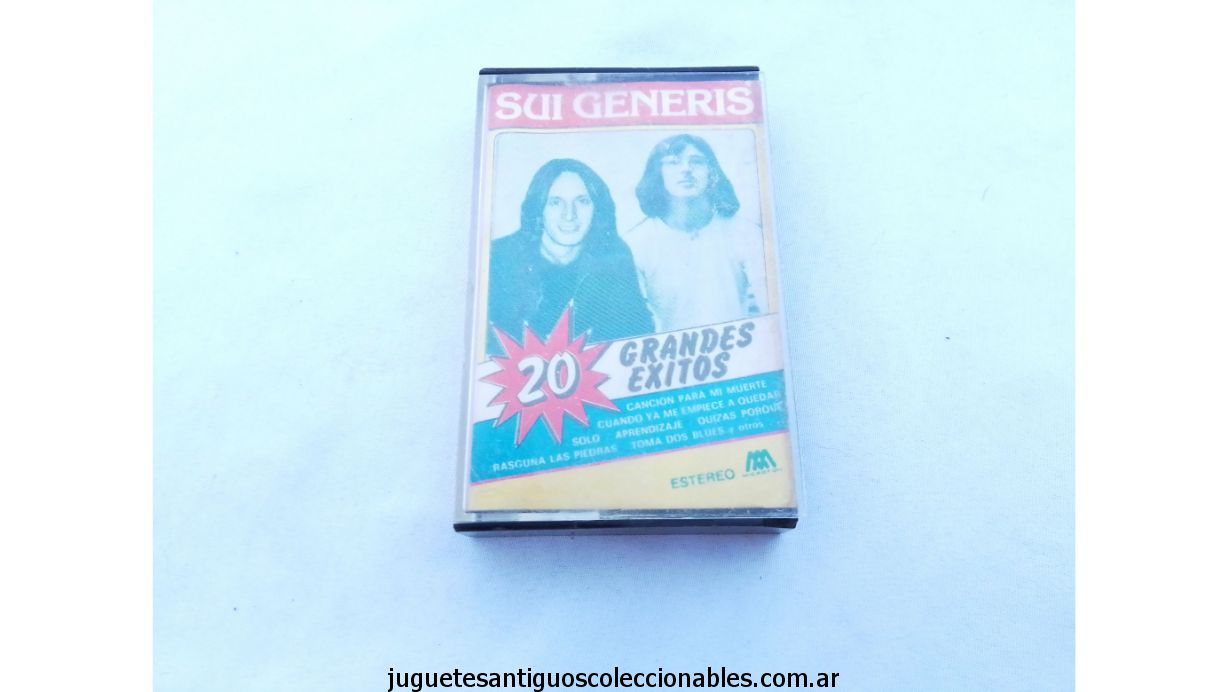 SUI GENERIS
20
GRANDES
EXITOS
CANCION PARA MI MUERTE
CUANDO YA ME EMPIECE A QUEDAR
SOLO APRENDIZAJE QUIZAS PORQUE
RASGUÑA LAS PIEDRAS TOMA DOS BLUES y otros
ESTEREO
juguetesantiguoscoleccionables.com.ar